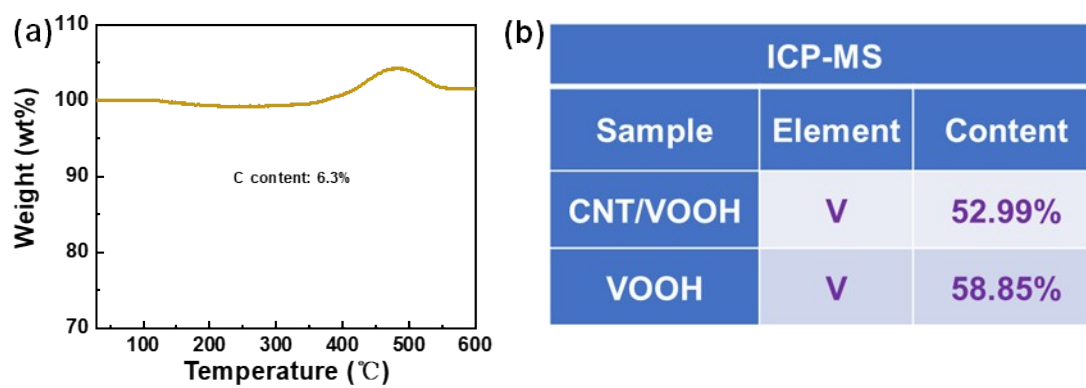 (a)
110
100
90
80
70
Weight (wt%)
C content: 6.3%
100 200 300 400 500 600
Temperature (℃)
(b)
ICP-MS
Sample Element Content
CNT/VOOH V 52.99%
VOOH V 58.85%